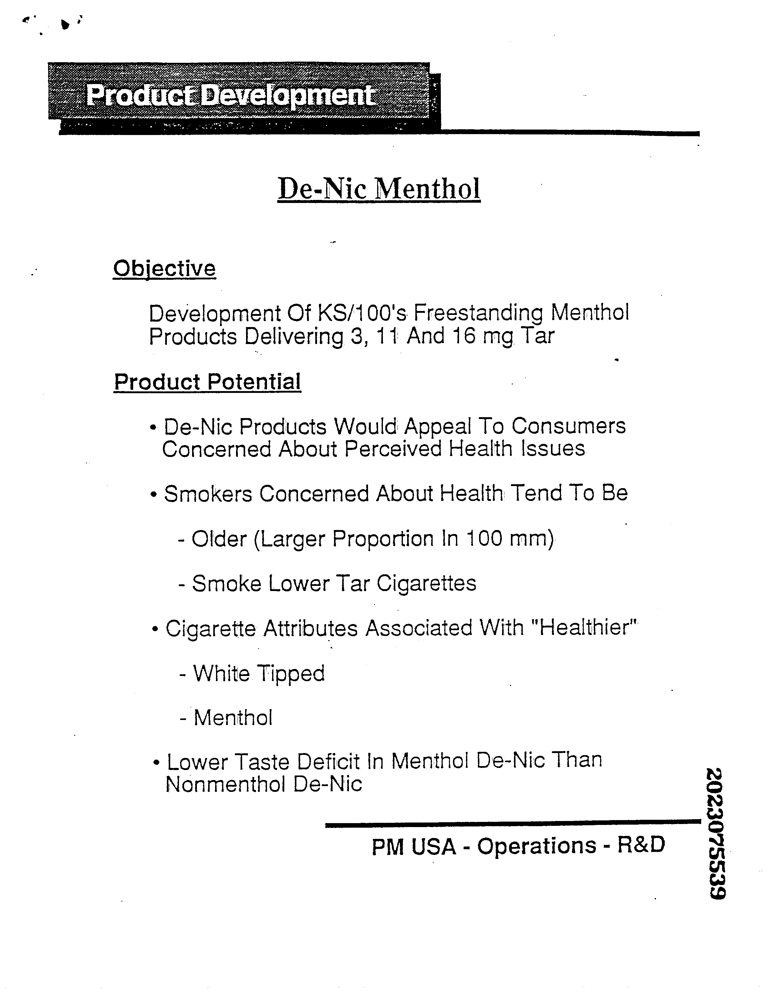 Product Development
De-Nic Menthol
Objective
Development Of KS/100's Freestanding Menthol
Products Delivering 3, 11 And 16 mg Tar
Product Potential
• De-Nic Products Would Appeal To Consumers
Concerned About Perceived Health Issues
• Smokers Concerned About Health Tend To Be
- Older (Larger Proportion In 100 mm)
- Smoke Lower Tar Cigarettes
• Cigarette Attributes Associated With "Healthier"
- White Tipped
- Menthol
• Lower Taste Deficit In Menthol De-Nic Than
Nonmenthol De-Nic
PM USA - Operations - R&D
2023075539